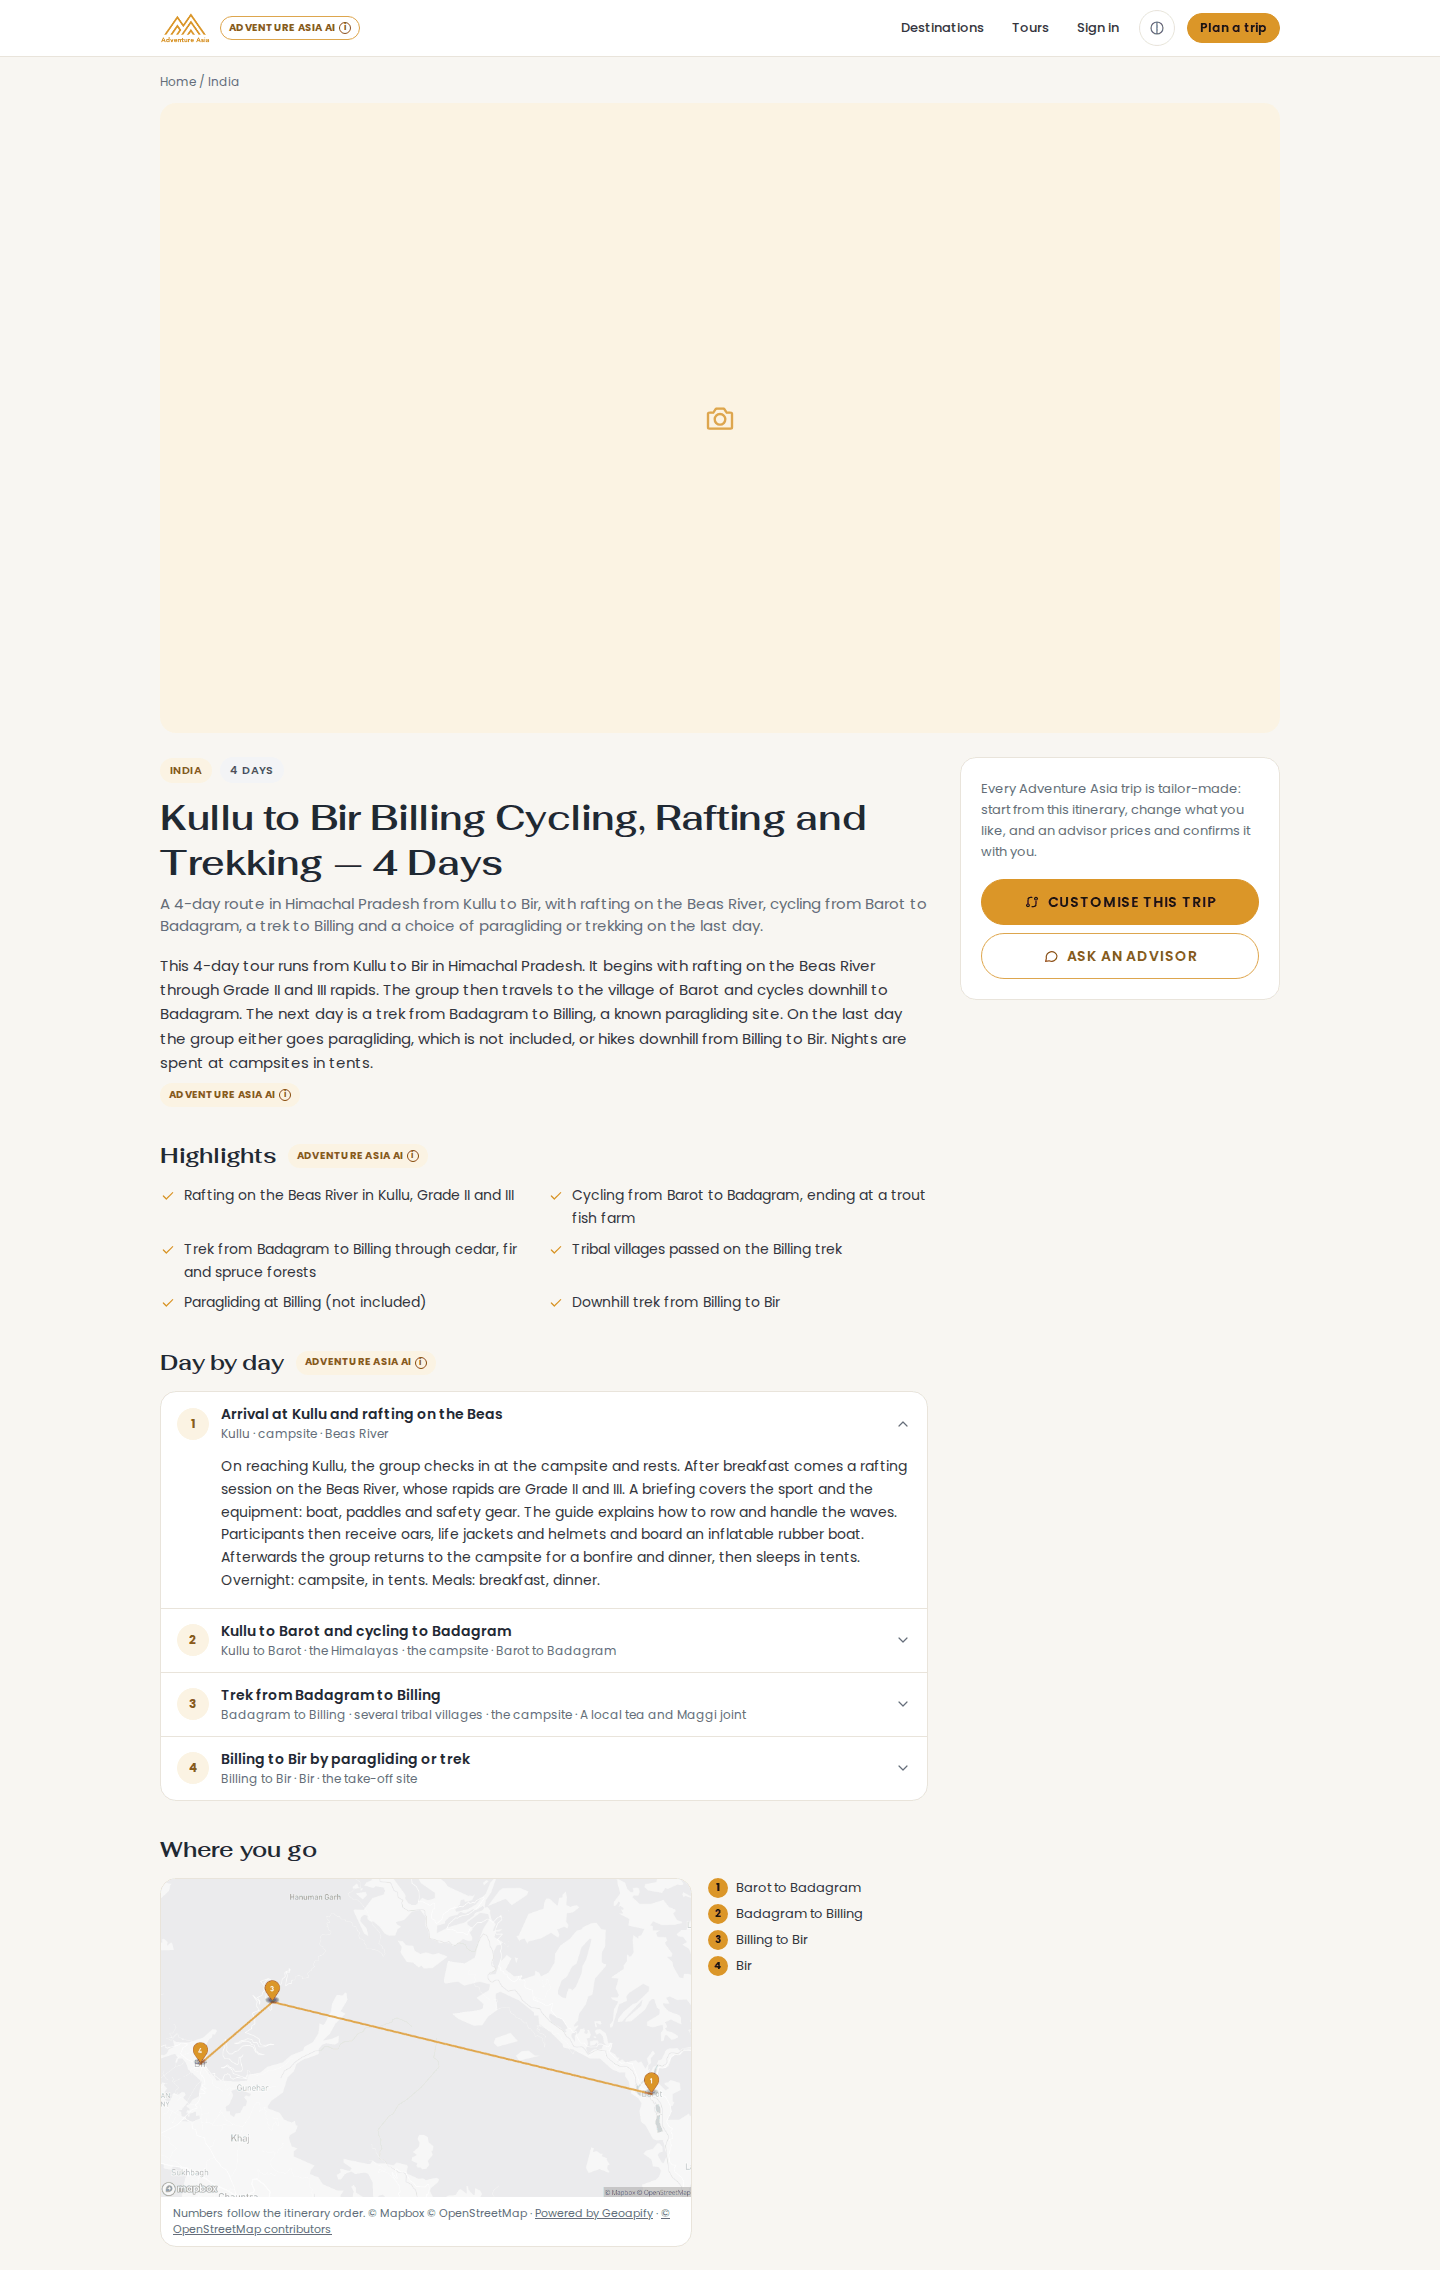 Adventure Asia
ADVENTURE ASIA AI
Destinations
Tours
Sign in
Plan a trip
Home / India
INDIA
4 DAYS
Kullu to Bir Billing Cycling, Rafting and
Trekking — 4 Days
A 4-day route in Himachal Pradesh from Kullu to Bir, with rafting on the Beas River, cycling from Barot to
Badagram, a trek to Billing and a choice of paragliding or trekking on the last day.
This 4-day tour runs from Kullu to Bir in Himachal Pradesh. It begins with rafting on the Beas River
through Grade II and III rapids. The group then travels to the village of Barot and cycles downhill to
Badagram. The next day is a trek from Badagram to Billing, a known paragliding site. On the last day
the group either goes paragliding, which is not included, or hikes downhill from Billing to Bir. Nights are
spent at campsites in tents.
ADVENTURE ASIA AI
Every Adventure Asia trip is tailor-made:
start from this itinerary, change what you
like, and an advisor prices and confirms it
with you.
CUSTOMISE THIS TRIP
ASK AN ADVISOR
Highlights
ADVENTURE ASIA AI
Rafting on the Beas River in Kullu, Grade II and III
Cycling from Barot to Badagram, ending at a trout
fish farm
Trek from Badagram to Billing through cedar, fir
and spruce forests
Tribal villages passed on the Billing trek
Paragliding at Billing (not included)
Downhill trek from Billing to Bir
Day by day
ADVENTURE ASIA AI
1
Arrival at Kullu and rafting on the Beas
Kullu · campsite · Beas River
On reaching Kullu, the group checks in at the campsite and rests. After breakfast comes a rafting
session on the Beas River, whose rapids are Grade II and III. A briefing covers the sport and the
equipment: boat, paddles and safety gear. The guide explains how to row and handle the waves.
Participants then receive oars, life jackets and helmets and board an inflatable rubber boat.
Afterwards the group returns to the campsite for a bonfire and dinner, then sleeps in tents.
Overnight: campsite, in tents. Meals: breakfast, dinner.
2
Kullu to Barot and cycling to Badagram
Kullu to Barot · the Himalayas · the campsite · Barot to Badagram
3
Trek from Badagram to Billing
Badagram to Billing · several tribal villages · the campsite · A local tea and Maggi joint
4
Billing to Bir by paragliding or trek
Billing to Bir · Bir · the take-off site
Where you go
Hanuman Garh
3
4
1
Gunehar
Khaj
Sukhbagh
mapbox
© Mapbox © OpenStreetMap
1 Barot to Badagram
2 Badagram to Billing
3 Billing to Bir
4 Bir
Numbers follow the itinerary order. © Mapbox © OpenStreetMap · Powered by Geoapify · ©
OpenStreetMap contributors